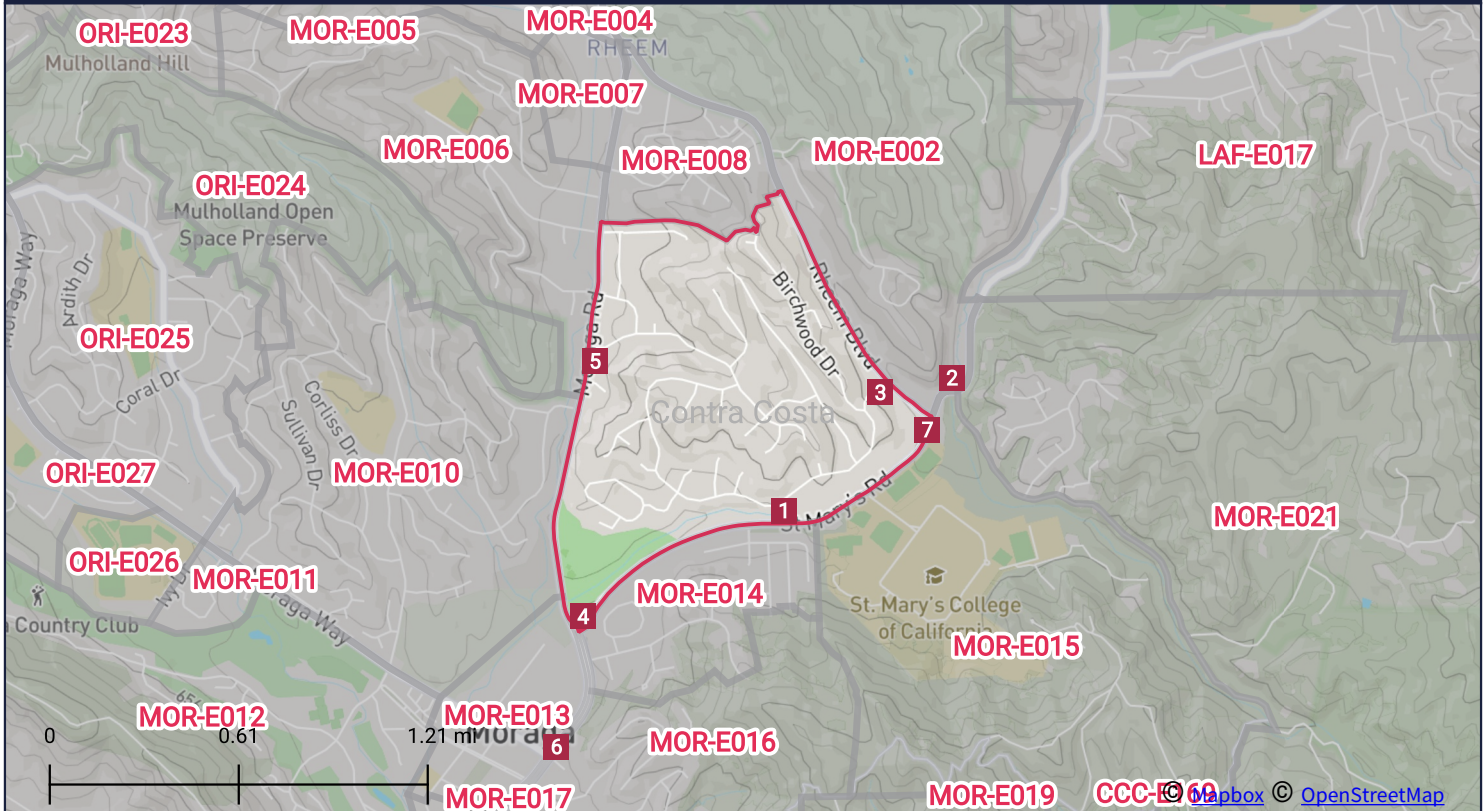 ORI-E023
MOR-E005
MOR-E004
Mulholland Hill
RHEEM
MOR-E007
MOR-E006
MOR-E008
MOR-E002
LAF-E017
ORI-E024
Mulholland Open
Space Preserve
Moraga Way
Ardith Dr
ORI-E025
Coral Dr
Corliss Dr
Sullivan Dr
Moraga Rd
5
Birchwood Dr
Rheem Blvd
2
3
Contra Costa
7
ORI-E027
MOR-E010
1
St Mary's Rd
MOR-E021
ORI-E026
MOR-E011
Moraga Way
MOR-E014
4
St. Mary's College
of California
MOR-E015
Country Club
MOR-E012
MOR-E013
Moraga
6
MOR-E016
0
0.61
1.21 mi
MOR-E017
MOR-E019
© Mapbox © OpenStreetMap